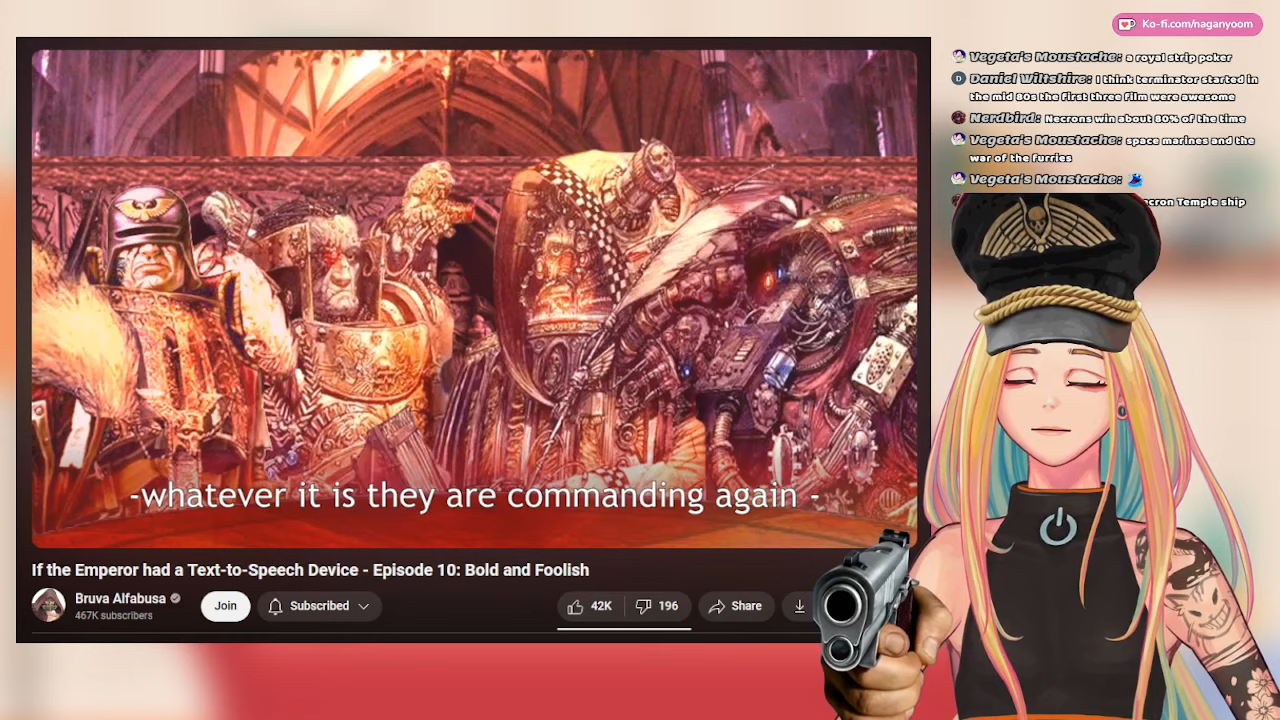 Ko-fi.com/naganyoom
Vegeta's Moustache: a royal strip poker
Daniel Wiltshire: I think terminator started in
the mid 80s the first three film were awesome
Nerdbird: Necrons win about 80% of the time
Vegeta's Moustache: space marines and the
war of the furries
Vegeta's Moustache:
Temple ship
-whatever it is they are commanding again -
If the Emperor had a Text-to-Speech Device - Episode 10: Bold and Foolish
Bruva Alfabusa
467K subscribers
Join
Subscribed
42K
196
Share